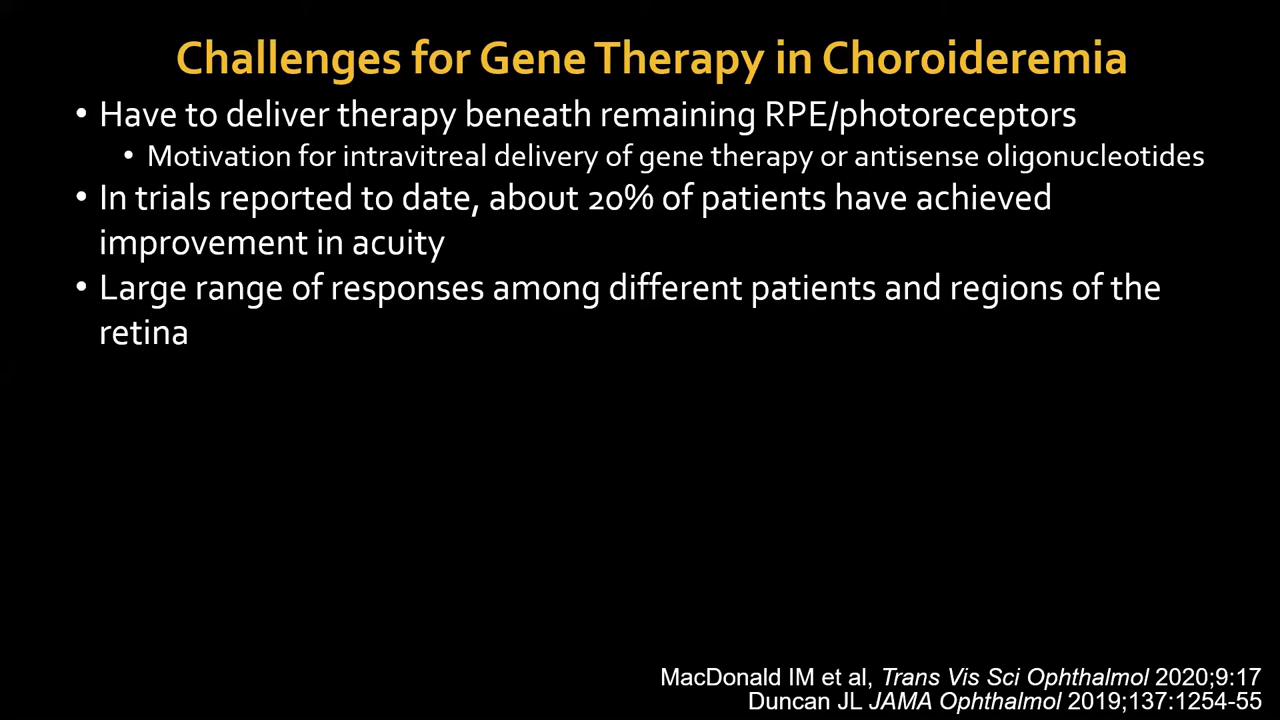 Challenges for Gene Therapy in Choroideremia
• Have to deliver therapy beneath remaining RPE/photoreceptors
• Motivation for intravitreal delivery of gene therapy or antisense oligonucleotides
• In trials reported to date, about 20% of patients have achieved
improvement in acuity
• Large range of responses among different patients and regions of the
retina
MacDonald IM et al, Trans Vis Sci Ophthalmol 2020;9:17
Duncan JL JAMA Ophthalmol 2019;137:1254-55